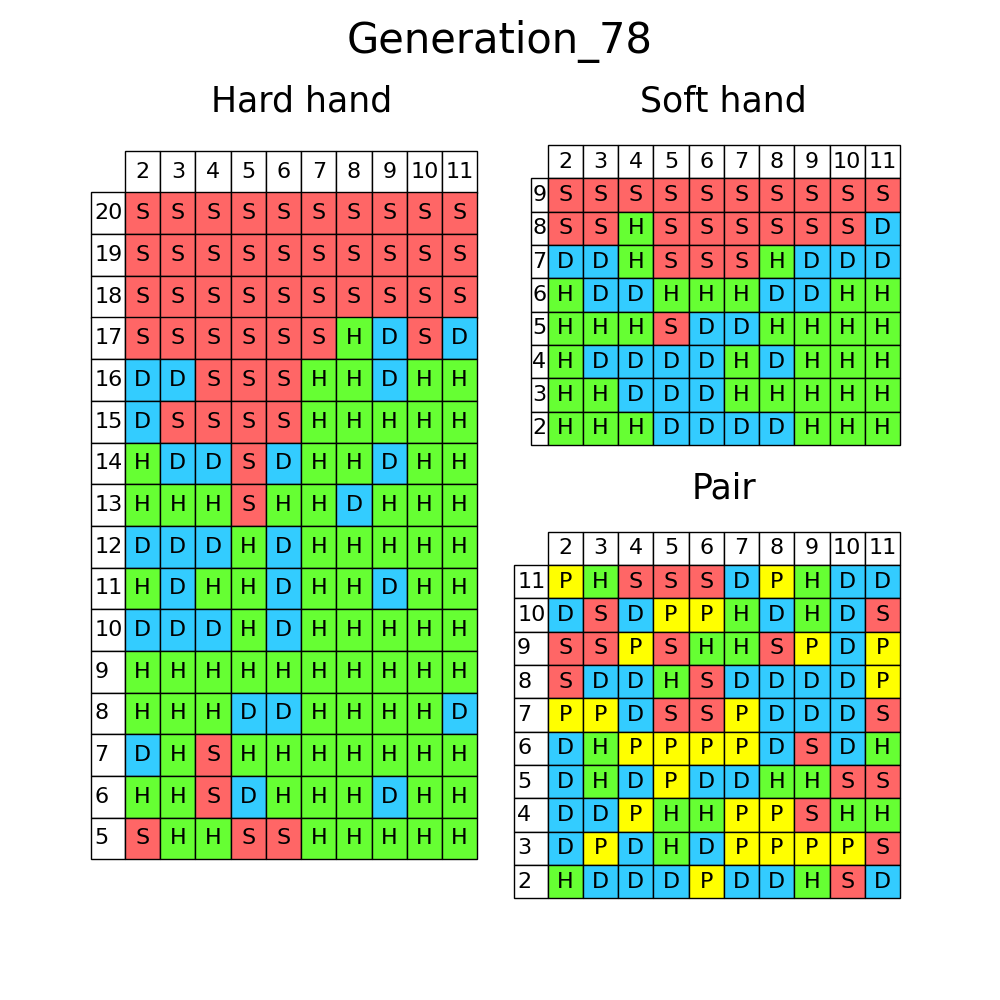 Generation_78
Hard hand
2 3 4 5 6 7 8 9 10 11
20 S S S S S S S S S S
19 S S S S S S S S S S
18 S S S S S S S S S S
17 S S S S S S H D S D
16 D D S S S H H D H H
15 D S S S S H H H H H
14 H D D S D H H D H H
13 H H H S H H D H H H
12 D D D H D H H H H H
11 H D H H D H H D H H
10 D D D H D H H H H H
9 H H H H H H H H H H
8 H H H D D H H H H D
7 D H S H H H H H H H
6 H H S D H H H D H H
5 S H H S S H H H H H
Soft hand
2 3 4 5 6 7 8 9 10 11
9 S S S S S S S S S S
8 S S H S S S S S S D
7 D D H S S S H D D D
6 H D D H H H D D H H
5 H H H S D D H H H H
4 H D D D D H D H H H
3 H H D D D H H H H H
2 H H H D D D D H H H
Pair
2 3 4 5 6 7 8 9 10 11
11 P H S S S D P H D D
10 D S D P P H D H D S
9 S S P S H H S P D P
8 S D D H S D D D D P
7 P P D S S P D D D S
6 D H P P P P D S D H
5 D H D P D D H H S S
4 D D P H H P P S H H
3 D P D H D P P P P S
2 H D D D P D D H S D